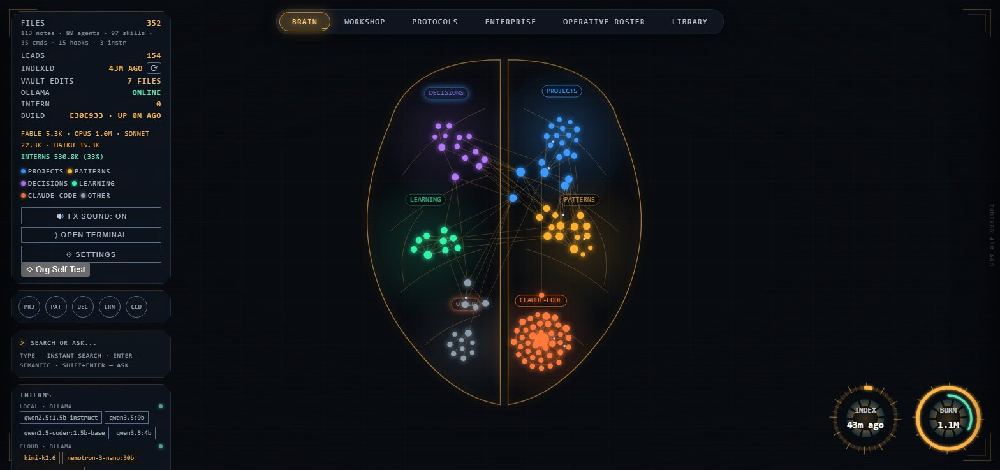 BRAIN WORKSHOP PROTOCOLS ENTERPRISE OPERATIVE ROSTER LIBRARY
FILES 352
113 notes · 89 agents · 97 skills ·
35 cmds · 15 hooks · 3 instr
LEADS 154
INDEXED 43M AGO
VAULT EDITS 7 FILES
OLLAMA ONLINE
INTERN 0
BUILD E30E933 · UP 0M AGO
FABLE 5.3K · OPUS 1.0M · SONNET
22.3K · HAIKU 35.3K
INTERNS 530.8K (33%)
PROJECTS PATTERNS
DECISIONS LEARNING
CLAUDE-CODE OTHER
FX SOUND: ON
⟩ OPEN TERMINAL
⚙ SETTINGS
Org Self-Test
PRJ PAT DEC LRN CLD
> SEARCH OR ASK...
TYPE — INSTANT SEARCH · ENTER —
SEMANTIC · SHIFT+ENTER — ASK
INTERNS
LOCAL · OLLAMA
qwen2.5:1.5b-instruct qwen3.5:9b
qwen2.5-coder:1.5b-base qwen3.5:4b
CLOUD · OLLAMA
kimi-k2.6 nemotron-3-nano:30b
DECISIONS
PROJECTS
LEARNING
PATTERNS
OTHER
CLAUDE-CODE
INDEXED 43M AGO
INDEX
43m ago
BURN
1.1M